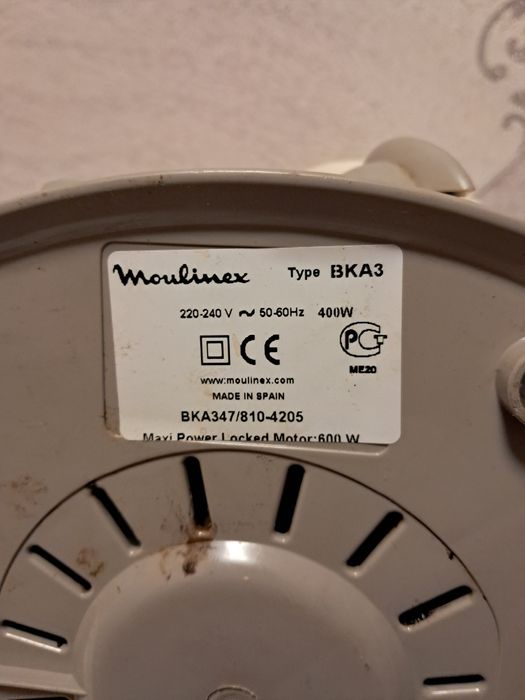 Moulinex Type BKA3
220-240 V ~ 50-60Hz 400W
CE PCT
ME20
www.moulinex.com
MADE IN SPAIN
BKA347/810-4205
Maxi Power Locked Motor:600 W